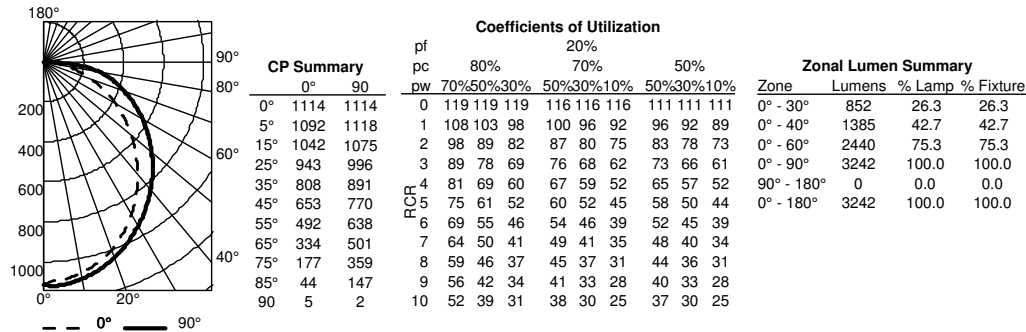 180°
90°
80°
60°
40°
200
400
600
800
1000
0° 20°
0° 90°
CP Summary
0° 90
0° 1114 1114
5° 1092 1118
15° 1042 1075
25° 943 996
35° 808 891
45° 653 770
55° 492 638
65° 334 501
75° 177 359
85° 44 147
90 5 2
Coefficients of Utilization
pf 20%
pc 80% 70% 50%
pw 70%50%30% 50%30%10% 50%30%10%
RCR
0 119 119 119 116 116 116 111 111 111
1 108 103 98 100 96 92 96 92 89
2 98 89 82 87 80 75 83 78 73
3 89 78 69 76 68 62 73 66 61
4 81 69 60 67 59 52 65 57 52
5 75 61 52 60 52 45 58 50 44
6 69 55 46 54 46 39 52 45 39
7 64 50 41 49 41 35 48 40 34
8 59 46 37 45 37 31 44 36 31
9 56 42 34 41 33 28 40 33 28
10 52 39 31 38 30 25 37 30 25
Zonal Lumen Summary
Zone Lumens % Lamp % Fixture
0° - 30° 852 26.3 26.3
0° - 40° 1385 42.7 42.7
0° - 60° 2440 75.3 75.3
0° - 90° 3242 100.0 100.0
90° - 180° 0 0.0 0.0
0° - 180° 3242 100.0 100.0